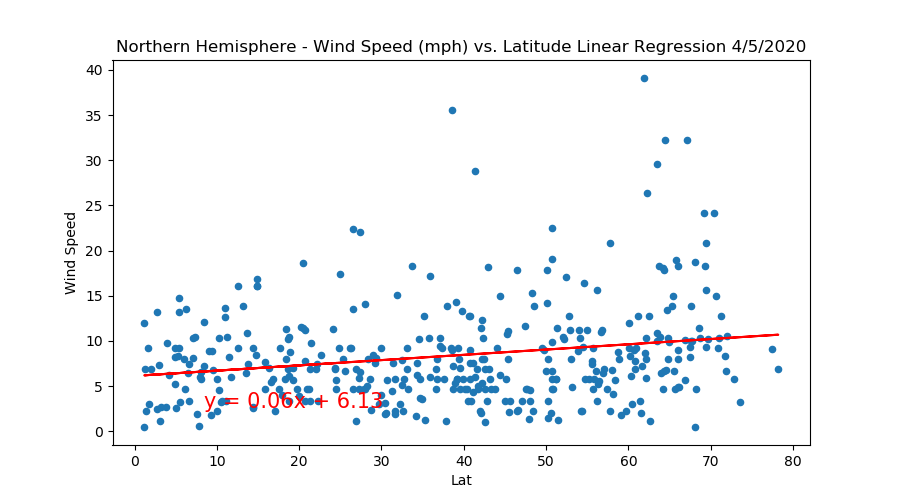 Northern Hemisphere - Wind Speed (mph) vs. Latitude Linear Regression 4/5/2020
40
35
30
25
20
15
10
5
0
Wind Speed
y = 0.06x + 6.13
0 10 20 30 40 50 60 70 80
Lat